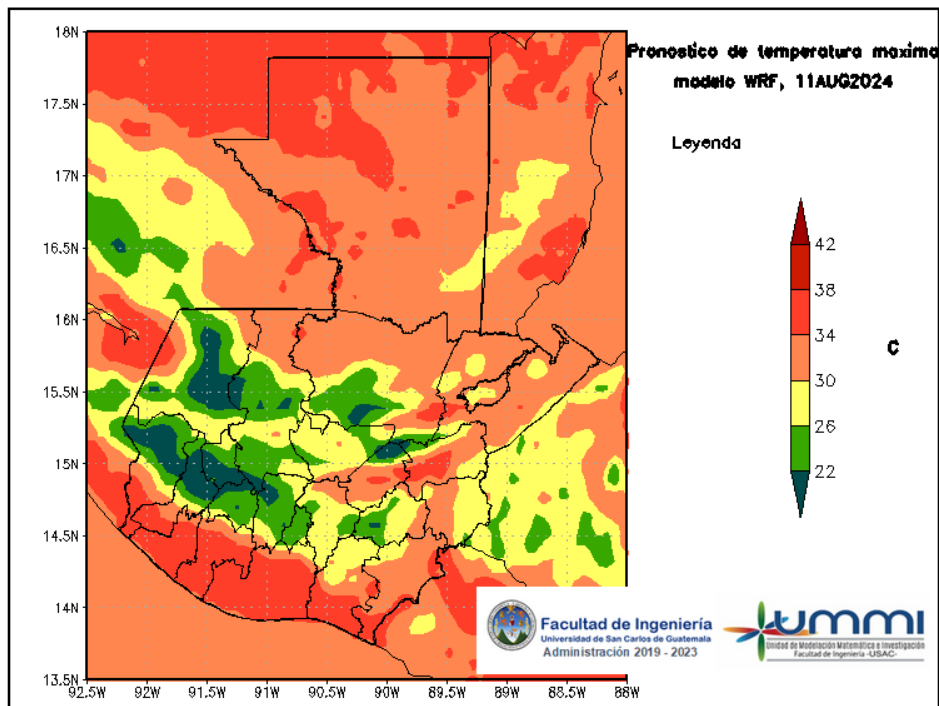 Pronostico de temperatura maxima
modelo WRF, 11AUG2024
Leyenda
18N
17.5N
17N
16.5N
16N
15.5N
15N
14.5N
14N
13.5N
92.5W 92W 91.5W 91W 90.5W 90W 89.5W 89W 88.5W 88W
42
38
34
30
26
22
C
Facultad de Ingeniería
Universidad de San Carlos de Guatemala
Administración 2019 - 2023
ummi
Unidad de Modelación Matemática e Investigación
Facultad de Ingeniería -USAC-